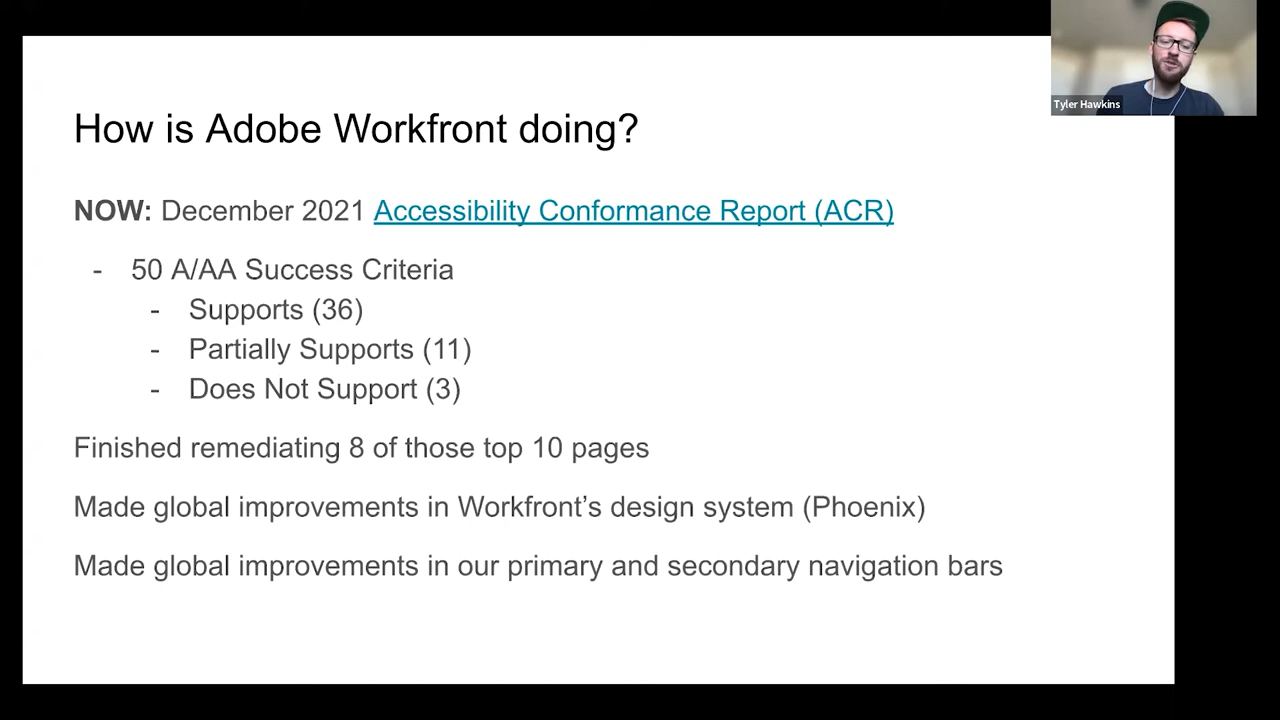 Tyler Hawkins
How is Adobe Workfront doing?
NOW: December 2021 Accessibility Conformance Report (ACR)
- 50 A/AA Success Criteria
- Supports (36)
- Partially Supports (11)
- Does Not Support (3)
Finished remediating 8 of those top 10 pages
Made global improvements in Workfront’s design system (Phoenix)
Made global improvements in our primary and secondary navigation bars